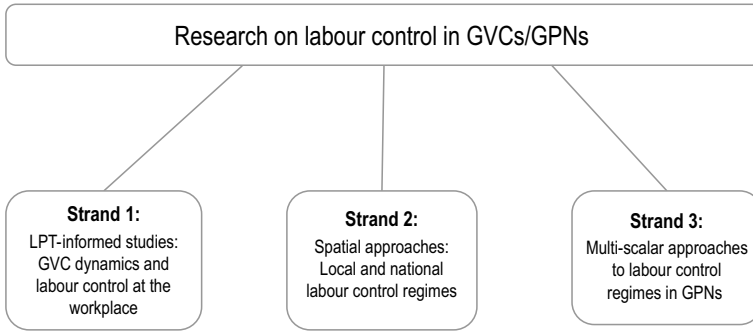 Research on labour control in GVCs/GPNs
Strand 1:
LPT-informed studies:
GVC dynamics and
labour control at the
workplace
Strand 2:
Spatial approaches:
Local and national
labour control regimes
Strand 3:
Multi-scalar approaches
to labour control
regimes in GPNs